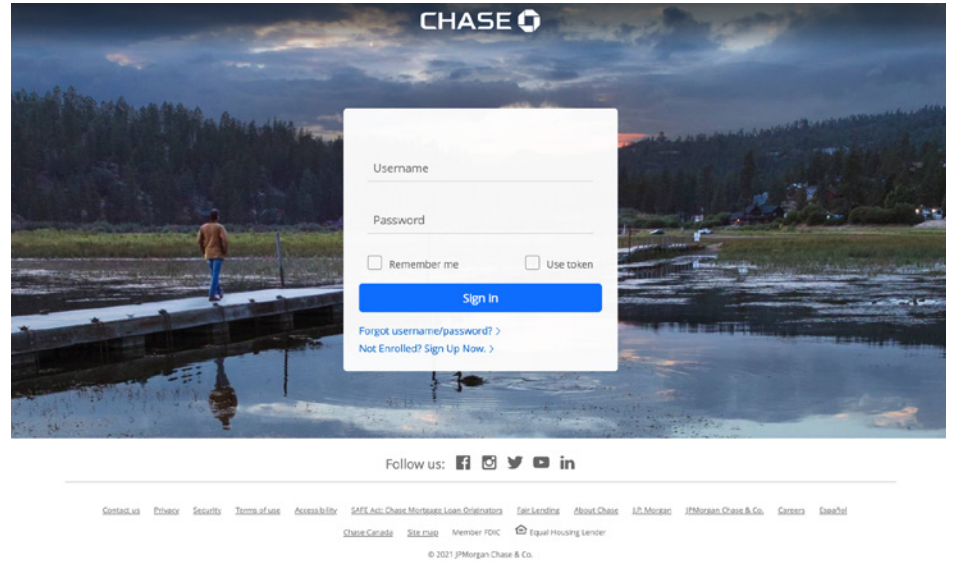 CHASE
Username
Password
Remember me Use token
Sign in
Forgot username/password? >
Not Enrolled? Sign Up Now. >
Follow us:
Contact us Privacy Security Terms of use Accessibility SAFE Act: Chase Mortgage Loan Originators Fair Lending About Chase J.P. Morgan JPMorgan Chase & Co. Careers Español
Chase Canada Site map Member FDIC Equal Housing Lender
© 2021 JPMorgan Chase & Co.